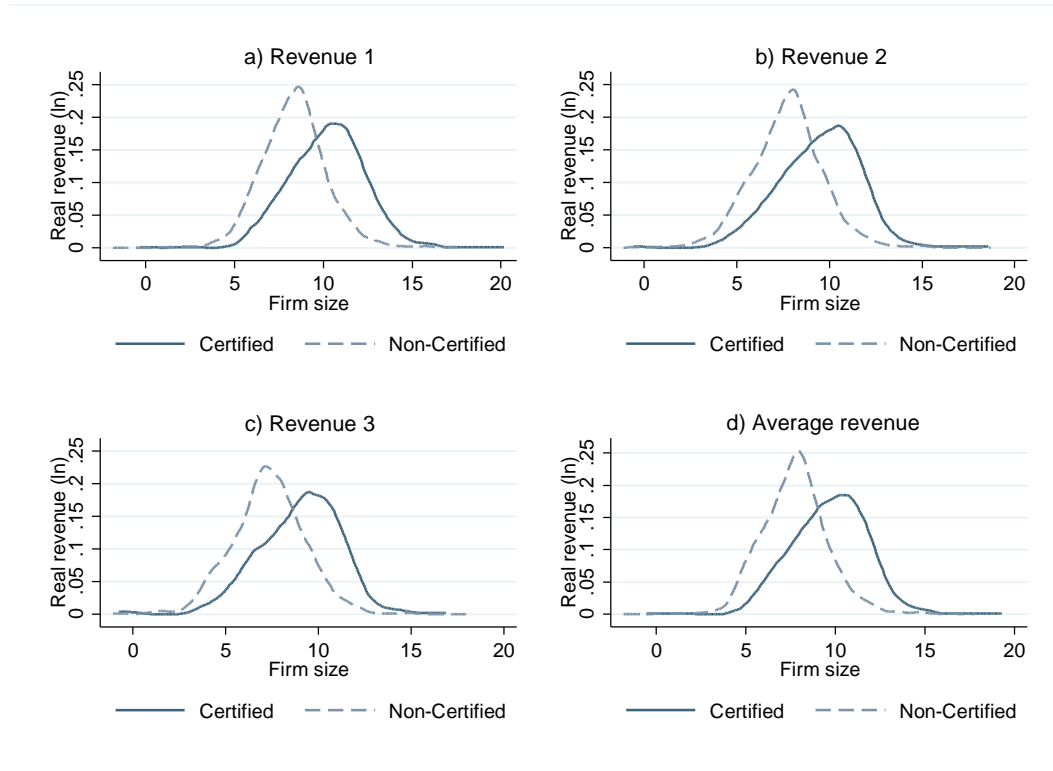 a) Revenue 1
Real revenue (ln)
0 .05 .1 .15 .2 .25
0 5 10 15 20
Firm size
Certified Non-Certified
b) Revenue 2
Real revenue (ln)
0 .05 .1 .15 .2 .25
0 5 10 15 20
Firm size
Certified Non-Certified
c) Revenue 3
Real revenue (ln)
0 .05 .1 .15 .2 .25
0 5 10 15 20
Firm size
Certified Non-Certified
d) Average revenue
Real revenue (ln)
0 .05 .1 .15 .2 .25
0 5 10 15 20
Firm size
Certified Non-Certified